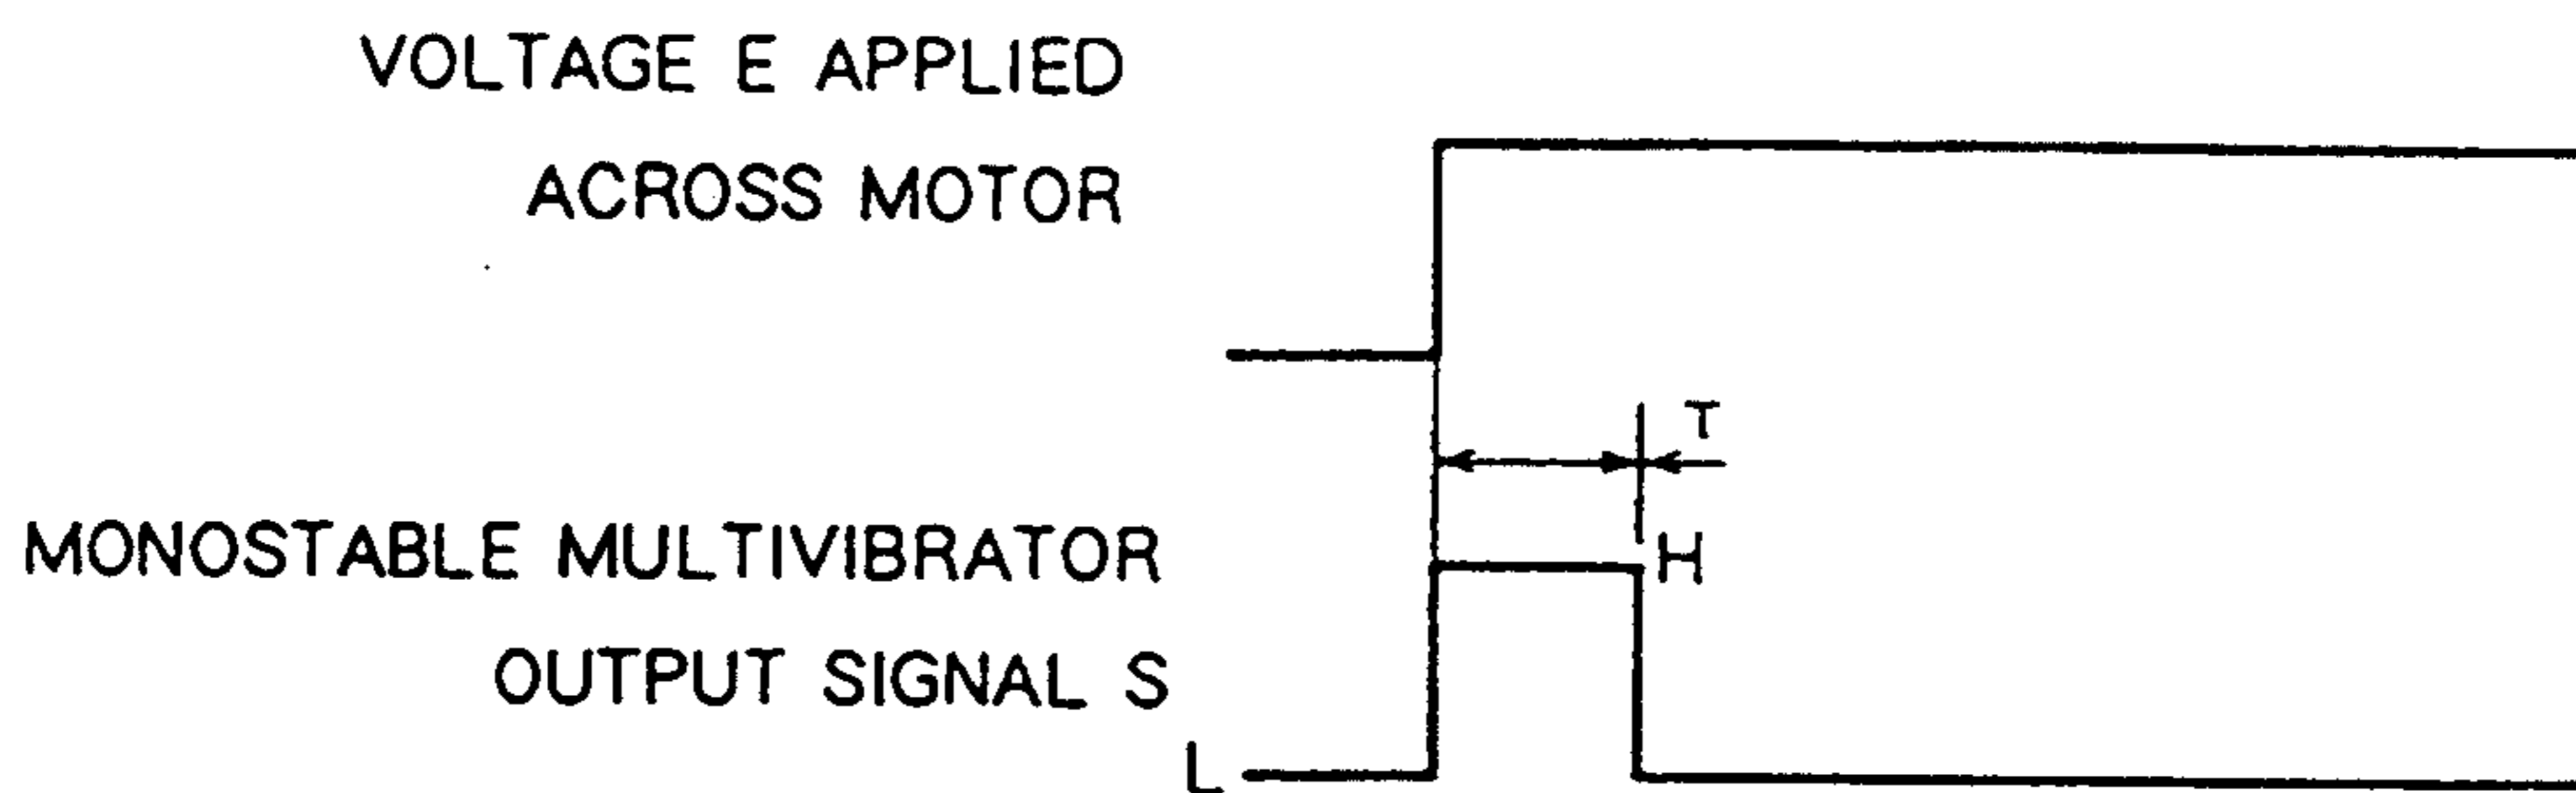 VOLTAGE E APPLIED
ACROSS MOTOR
T
MONOSTABLE MULTIVIBRATOR
H
OUTPUT SIGNAL S
L